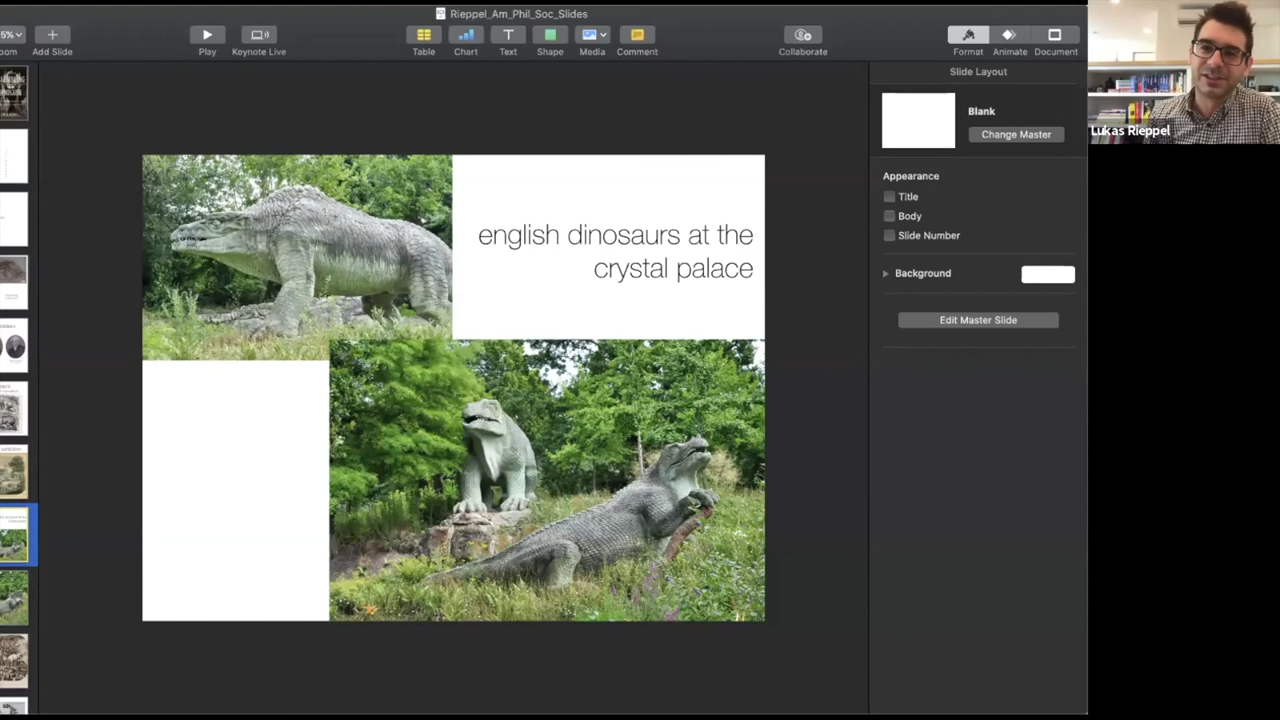 Rieppel_Am_Phil_Soc_Slides
5%
Add Slide
Play
Keynote Live
Table
Chart
Text
Shape
Media
Comment
Collaborate
Format
Animate
Document
Slide Layout
Blank
Change Master
Appearance
Title
Body
Slide Number
Background
Edit Master Slide
english dinosaurs at the
crystal palace
Lukas Rieppel